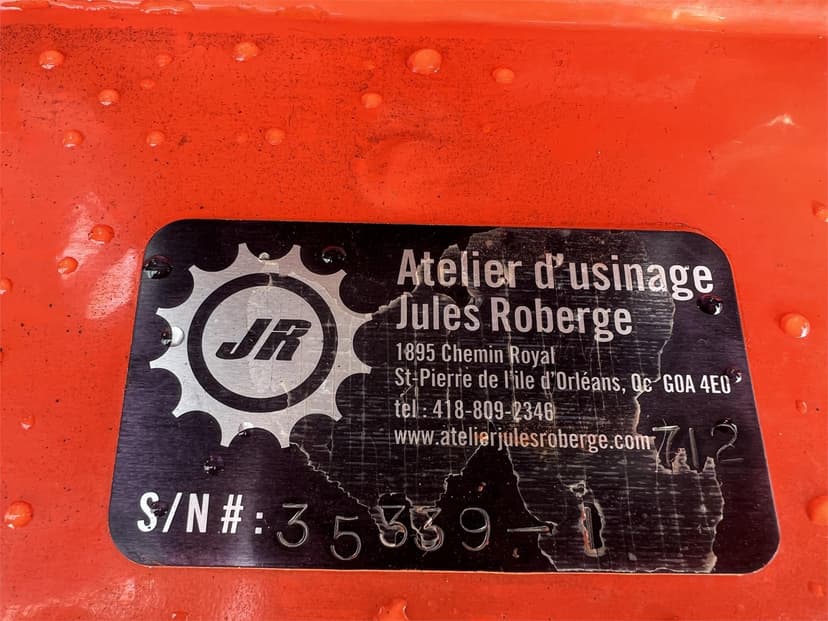 JR
Atelier d'usinage
Jules Roberge
1895 Chemin Royal
St-Pierre de l'île d'Orléans, Qc G0A 4E0
tel : 418-809-2346
www.atelierjulesroberge.com
712
S/N # : 35339-1